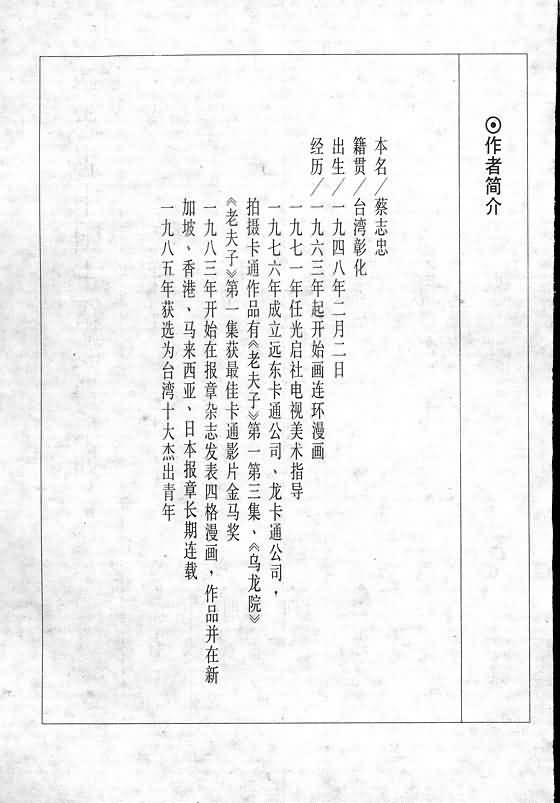 ⊙作者简介
本名／蔡志忠
籍贯／台湾彰化
出生／一九四八年二月二日
经历／一九六三年起开始画连环漫画
一九七一年任光启社电视美术指导
一九七六年成立远东卡通公司、龙卡通公司，
拍摄卡通作品有《老夫子》第一第三集、《乌龙院》
《老夫子》第一集获最佳卡通影片金马奖
一九八三年开始在报章杂志发表四格漫画，作品并在新
加坡、香港、马来西亚、日本报章长期连载
一九八五年获选为台湾十大杰出青年